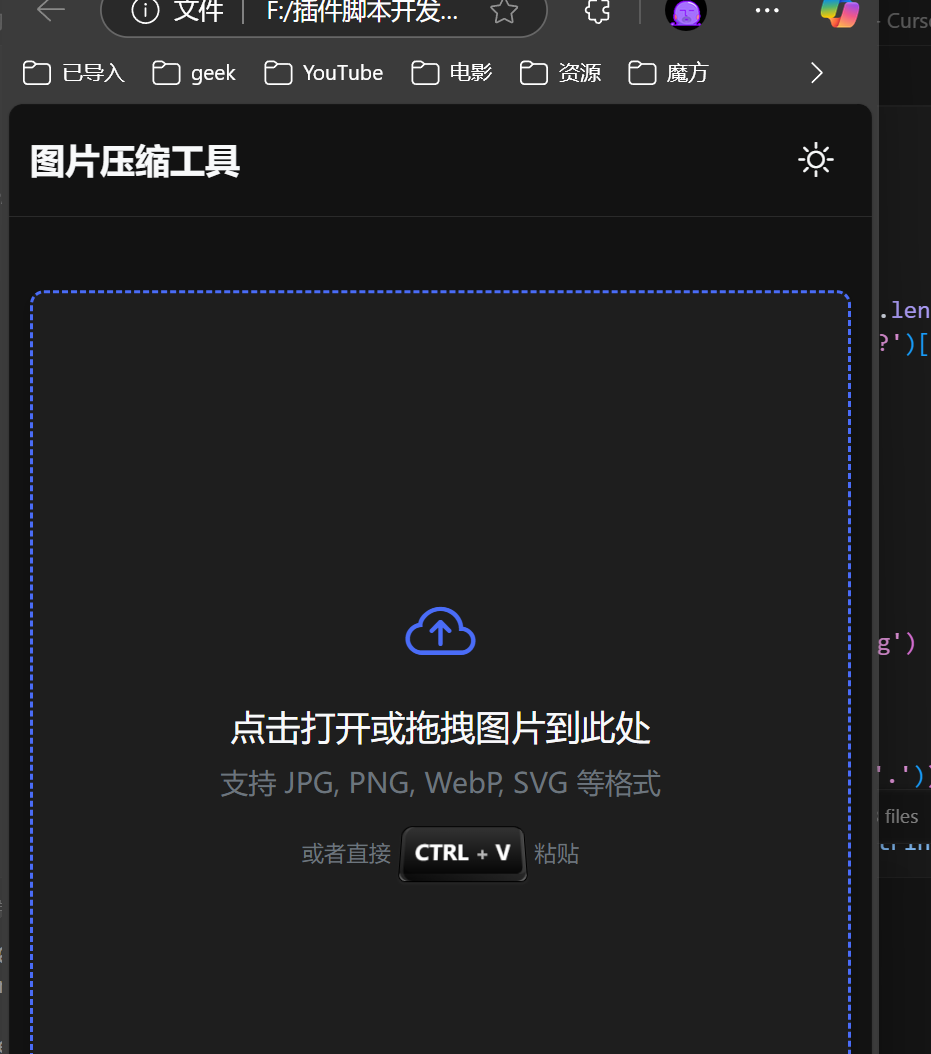 文件 F:/插件脚本开发...
- Curs
已导入 geek YouTube 电影 资源 魔方
图片压缩工具
.len
?')[
g')
点击打开或拖拽图片到此处
支持 JPG, PNG, WebP, SVG 等格式
'.'))
files
或者直接 CTRL + V 粘贴